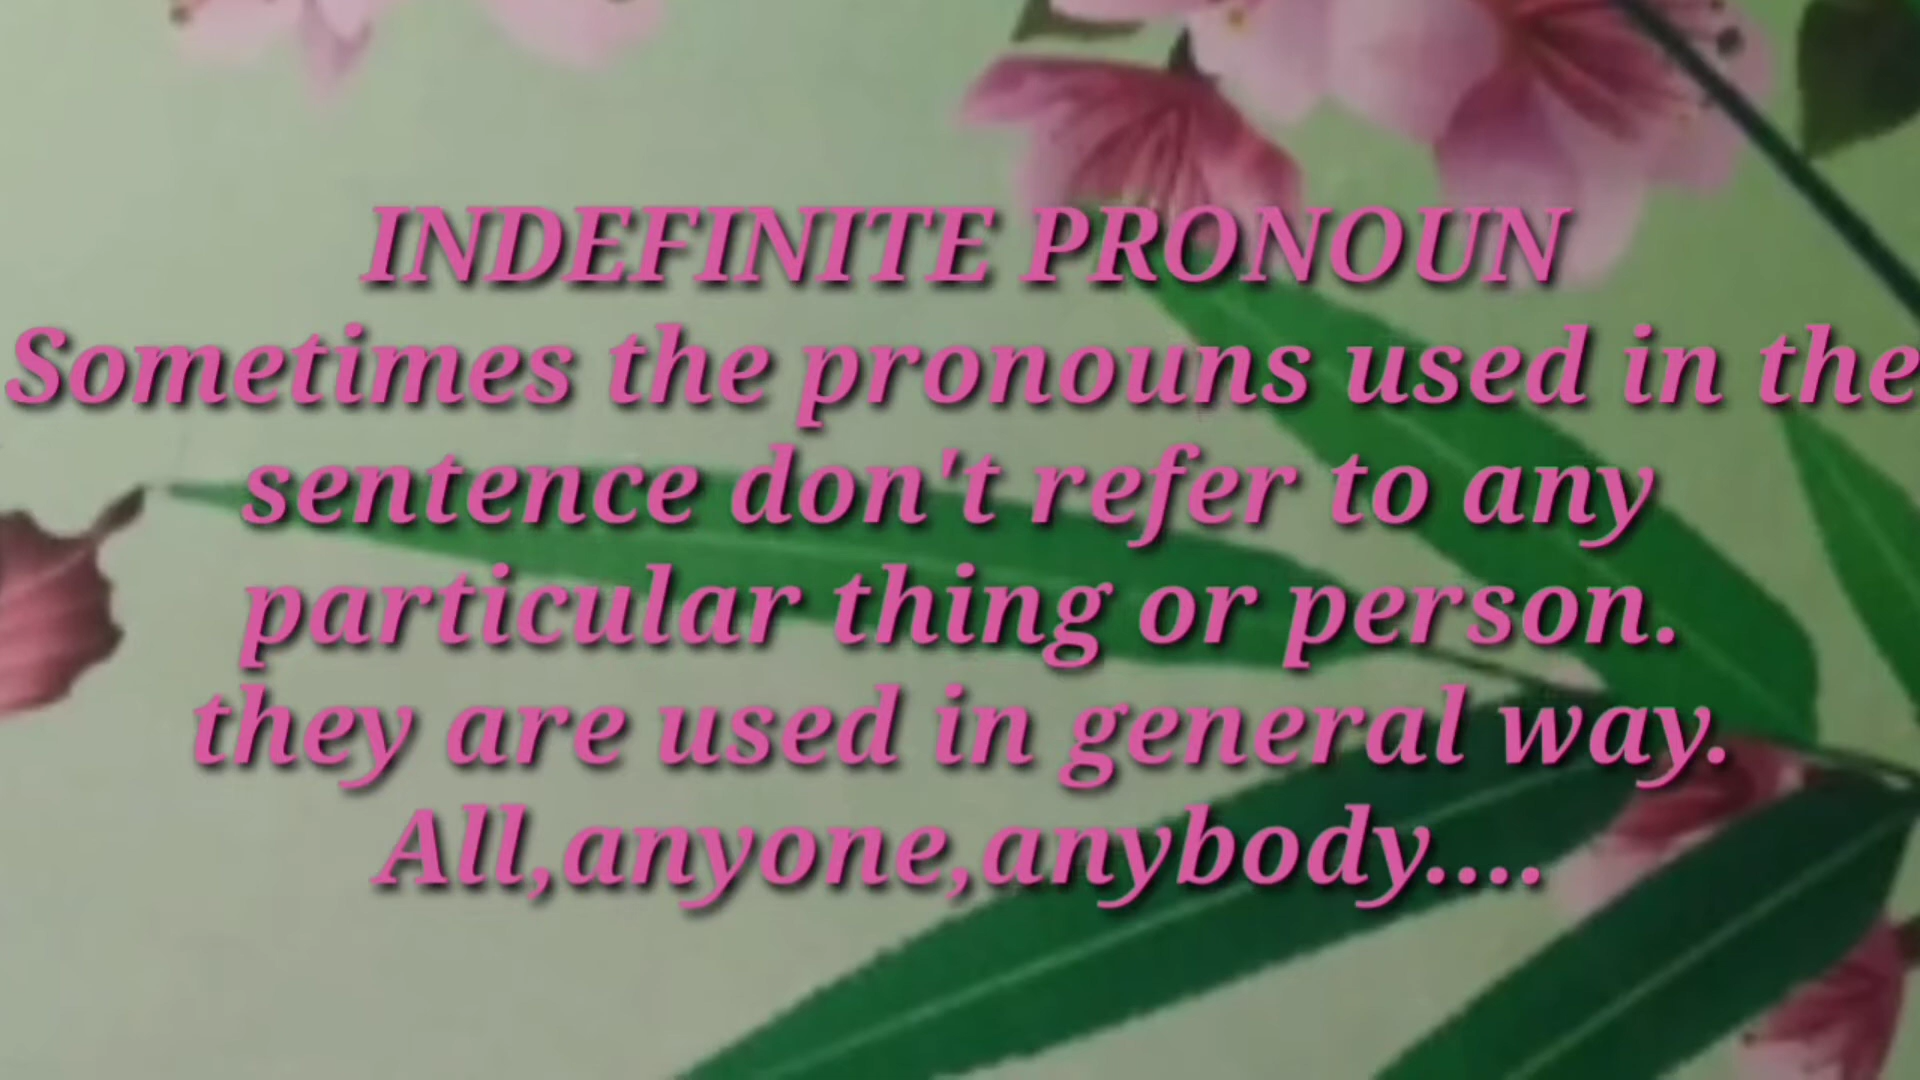 INDEFINITE PRONOUN
Sometimes the pronouns used in the
sentence don't refer to any
particular thing or person.
they are used in general way.
All,anyone,anybody....